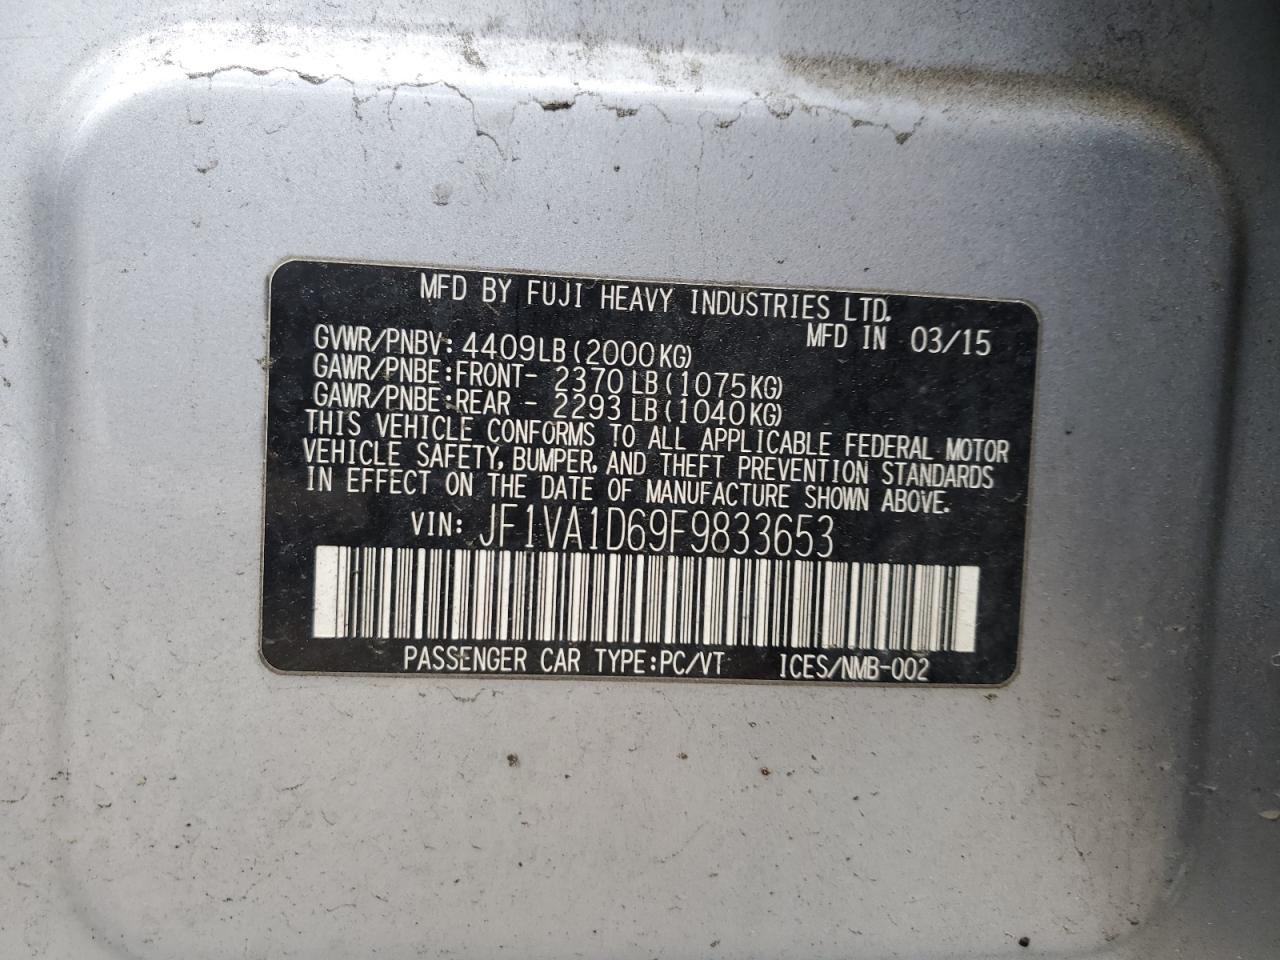 MFD BY FUJI HEAVY INDUSTRIES LTD.
MFD IN 03/15
GVWR/PNBV: 4409LB(2000KG)
GAWR/PNBE:FRONT- 2370LB(1075KG)
GAWR/PNBE:REAR - 2293LB(1040KG)
THIS VEHICLE CONFORMS TO ALL APPLICABLE FEDERAL MOTOR
VEHICLE SAFETY, BUMPER, AND THEFT PREVENTION STANDARDS
IN EFFECT ON THE DATE OF MANUFACTURE SHOWN ABOVE.
VIN: JF1VA1D69F9833653
PASSENGER CAR TYPE:PC/VT ICES/NMB-002